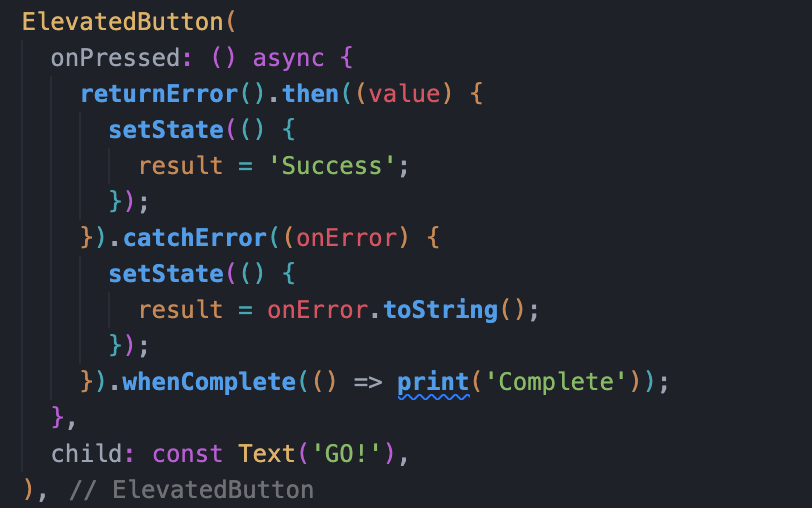 ElevatedButton(
  onPressed: () async {
    returnError().then((value) {
      setState(() {
        result = 'Success';
      });
    }).catchError((onError) {
      setState(() {
        result = onError.toString();
      });
    }).whenComplete(() => print('Complete'));
  },
  child: const Text('GO!'),
), // ElevatedButton